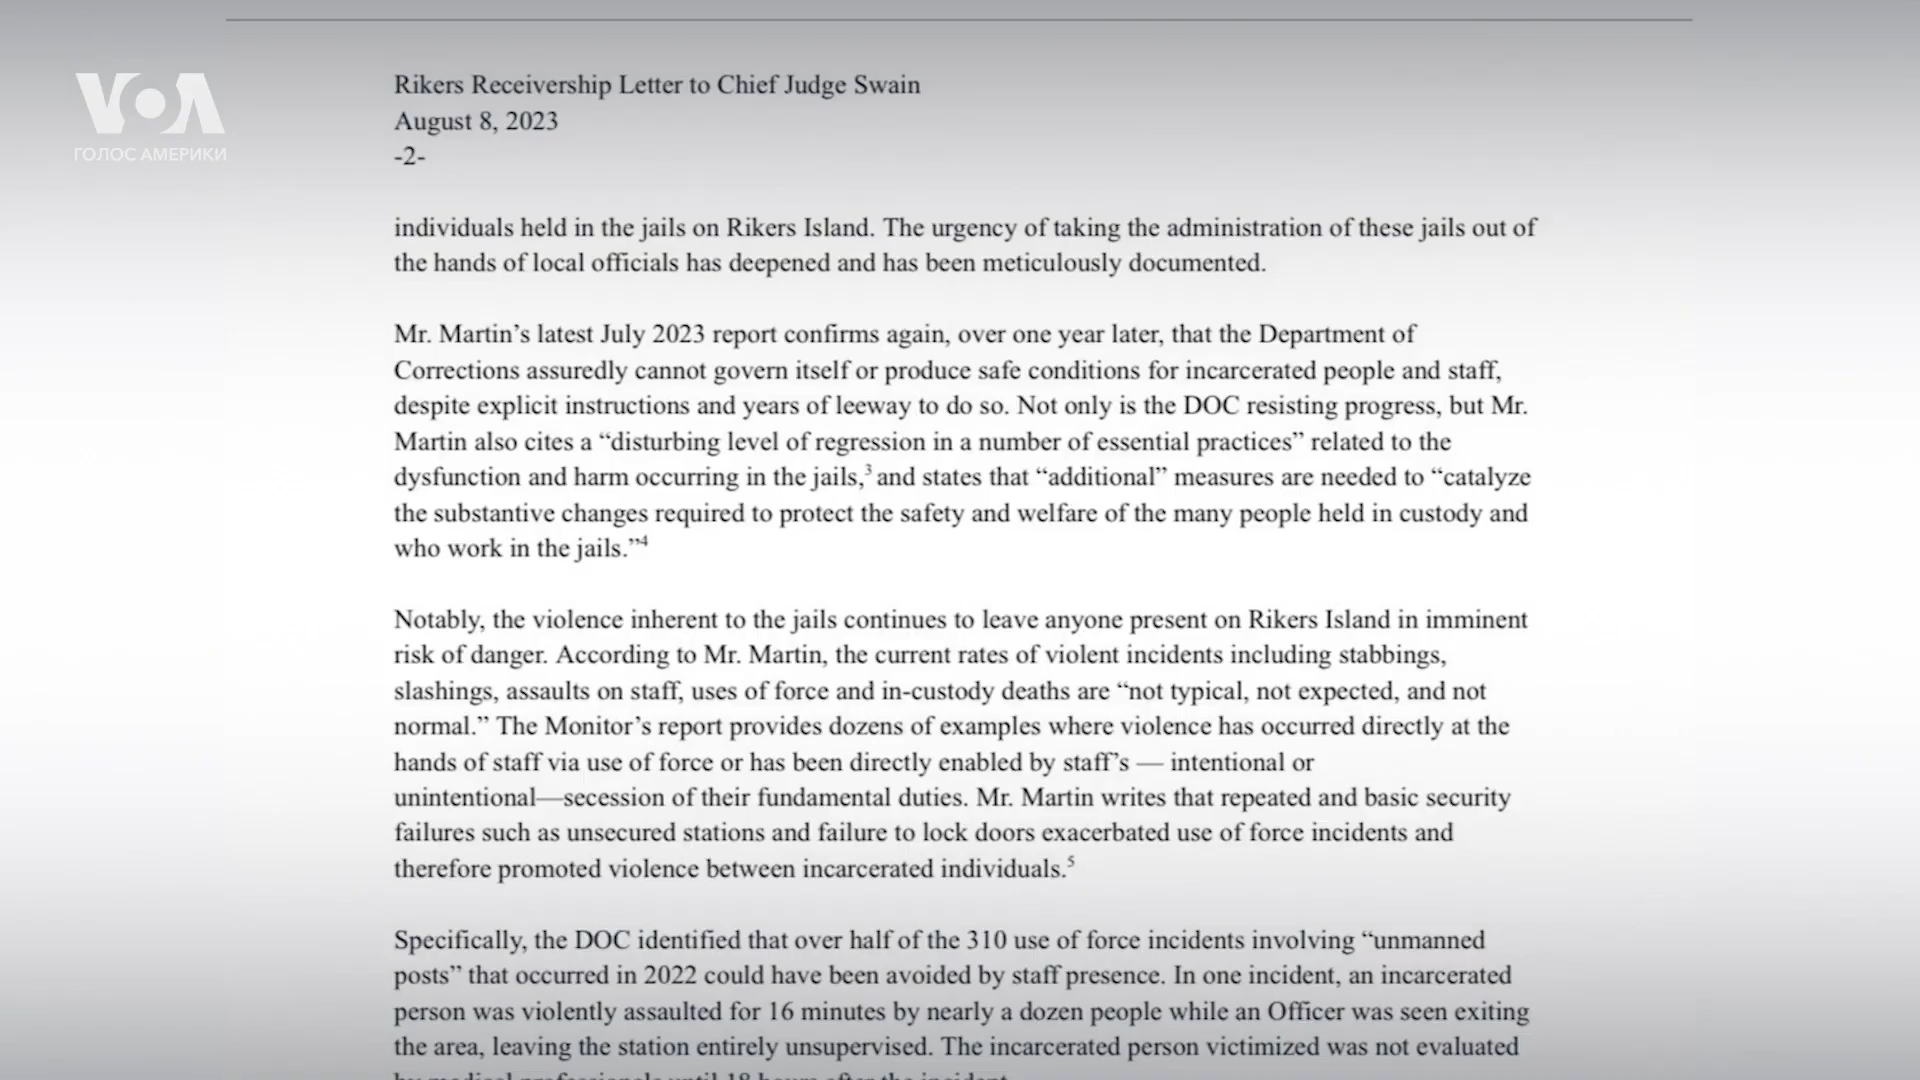 VOA
ГОЛОС АМЕРИКИ
Rikers Receivership Letter to Chief Judge Swain
August 8, 2023
-2-
individuals held in the jails on Rikers Island. The urgency of taking the administration of these jails out of
the hands of local officials has deepened and has been meticulously documented.
Mr. Martin’s latest July 2023 report confirms again, over one year later, that the Department of
Corrections assuredly cannot govern itself or produce safe conditions for incarcerated people and staff,
despite explicit instructions and years of leeway to do so. Not only is the DOC resisting progress, but Mr.
Martin also cites a “disturbing level of regression in a number of essential practices” related to the
dysfunction and harm occurring in the jails,³ and states that “additional” measures are needed to “catalyze
the substantive changes required to protect the safety and welfare of the many people held in custody and
who work in the jails.”⁴
Notably, the violence inherent to the jails continues to leave anyone present on Rikers Island in imminent
risk of danger. According to Mr. Martin, the current rates of violent incidents including stabbings,
slashings, assaults on staff, uses of force and in-custody deaths are “not typical, not expected, and not
normal.” The Monitor’s report provides dozens of examples where violence has occurred directly at the
hands of staff via use of force or has been directly enabled by staff’s — intentional or
unintentional—secession of their fundamental duties. Mr. Martin writes that repeated and basic security
failures such as unsecured stations and failure to lock doors exacerbated use of force incidents and
therefore promoted violence between incarcerated individuals.⁵
Specifically, the DOC identified that over half of the 310 use of force incidents involving “unmanned
posts” that occurred in 2022 could have been avoided by staff presence. In one incident, an incarcerated
person was violently assaulted for 16 minutes by nearly a dozen people while an Officer was seen exiting
the area, leaving the station entirely unsupervised. The incarcerated person victimized was not evaluated
by medical professionals until 18 hours after the incident.